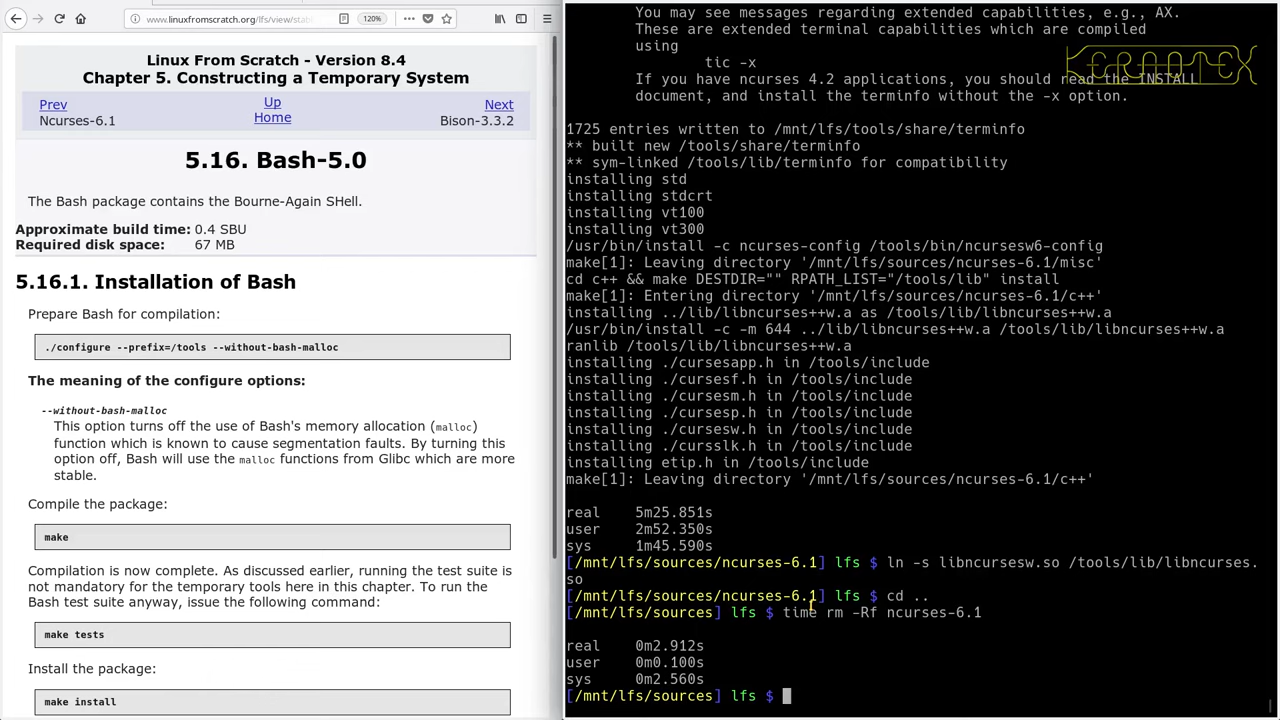 www.linuxfromscratch.org/lfs/view/stab
120%
Linux From Scratch - Version 8.4
Chapter 5. Constructing a Temporary System
Prev
Up
Next
Ncurses-6.1
Home
Bison-3.3.2
5.16. Bash-5.0
The Bash package contains the Bourne-Again SHell.
Approximate build time: 0.4 SBU
Required disk space: 67 MB
5.16.1. Installation of Bash
Prepare Bash for compilation:
./configure --prefix=/tools --without-bash-malloc
The meaning of the configure options:
--without-bash-malloc
This option turns off the use of Bash's memory allocation (malloc)
function which is known to cause segmentation faults. By turning this
option off, Bash will use the malloc functions from Glibc which are more
stable.
Compile the package:
make
Compilation is now complete. As discussed earlier, running the test suite is
not mandatory for the temporary tools here in this chapter. To run the
Bash test suite anyway, issue the following command:
make tests
Install the package:
make install
You may see messages regarding extended capabilities, e.g., AX.
These are extended terminal capabilities which are compiled
using
tic -x
If you have ncurses 4.2 applications, you should read the INSTALL
document, and install the terminfo without the -x option.
KERNOTEX
1725 entries written to /mnt/lfs/tools/share/terminfo
** built new /tools/share/terminfo
** sym-linked /tools/lib/terminfo for compatibility
installing std
installing stdcrt
installing vt100
installing vt300
/usr/bin/install -c ncurses-config /tools/bin/ncursesw6-config
make[1]: Leaving directory '/mnt/lfs/sources/ncurses-6.1/misc'
cd c++ && make DESTDIR="" RPATH_LIST="/tools/lib" install
make[1]: Entering directory '/mnt/lfs/sources/ncurses-6.1/c++'
installing ../lib/libncurses++w.a as /tools/lib/libncurses++w.a
/usr/bin/install -c -m 644 ../lib/libncurses++w.a /tools/lib/libncurses++w.a
ranlib /tools/lib/libncurses++w.a
installing ./cursesapp.h in /tools/include
installing ./cursesf.h in /tools/include
installing ./cursesm.h in /tools/include
installing ./cursesp.h in /tools/include
installing ./cursesw.h in /tools/include
installing ./cursslk.h in /tools/include
installing etip.h in /tools/include
make[1]: Leaving directory '/mnt/lfs/sources/ncurses-6.1/c++'
real 5m25.851s
user 2m52.350s
sys 1m45.590s
[/mnt/lfs/sources/ncurses-6.1] lfs $ ln -s libncursesw.so /tools/lib/libncurses.
so
[/mnt/lfs/sources/ncurses-6.1] lfs $ cd ..
[/mnt/lfs/sources] lfs $ time rm -Rf ncurses-6.1
real 0m2.912s
user 0m0.100s
sys 0m2.560s
[/mnt/lfs/sources] lfs $